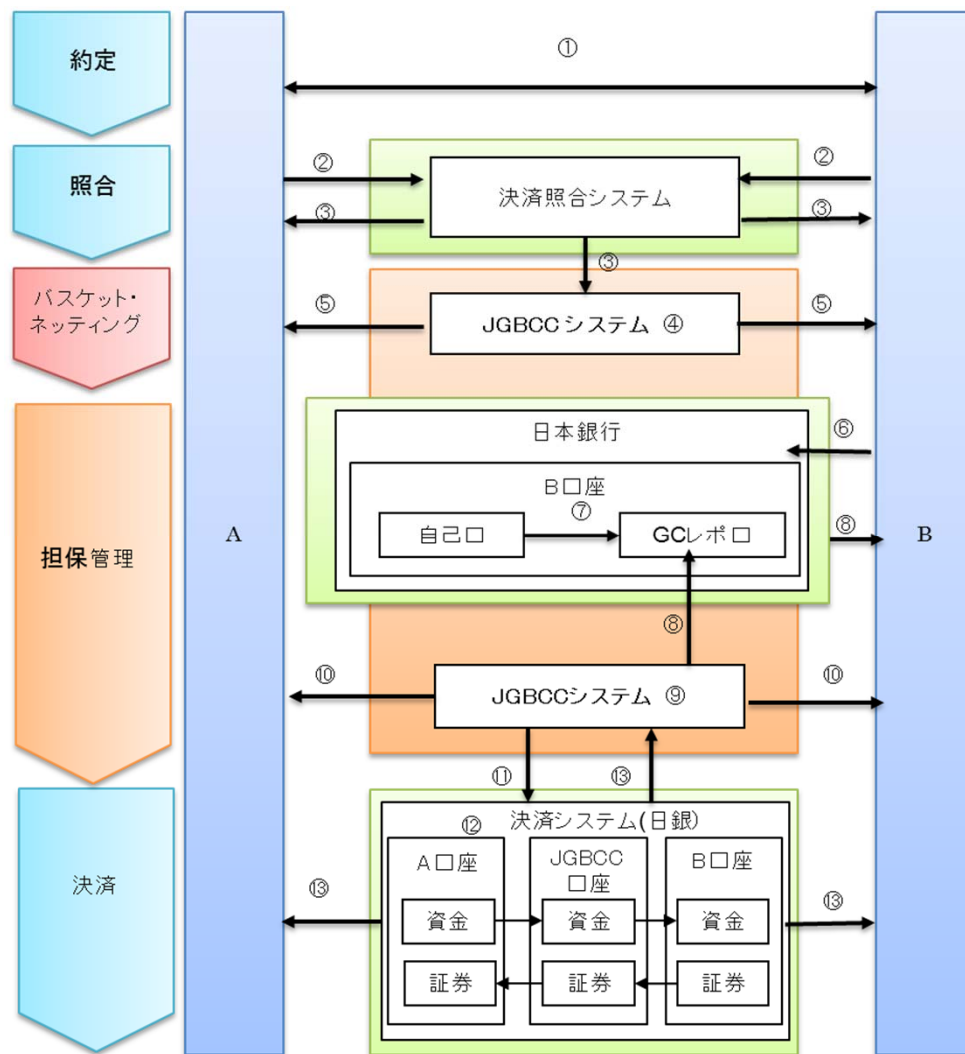 約定
①
②
②
照合
決済照合システム
③
③
③
バスケット・
ネッティング
⑤
JGBCCシステム ④
⑤
日本銀行
⑥
B口座
⑦
自己口
GCレポ口
⑧
A
B
担保管理
⑧
⑩
JGBCCシステム ⑨
⑩
⑪
⑬
決済システム(日銀)
⑫
A口座
JGBCC
口座
B口座
決済
⑬
資金
資金
資金
⑬
証券
証券
証券